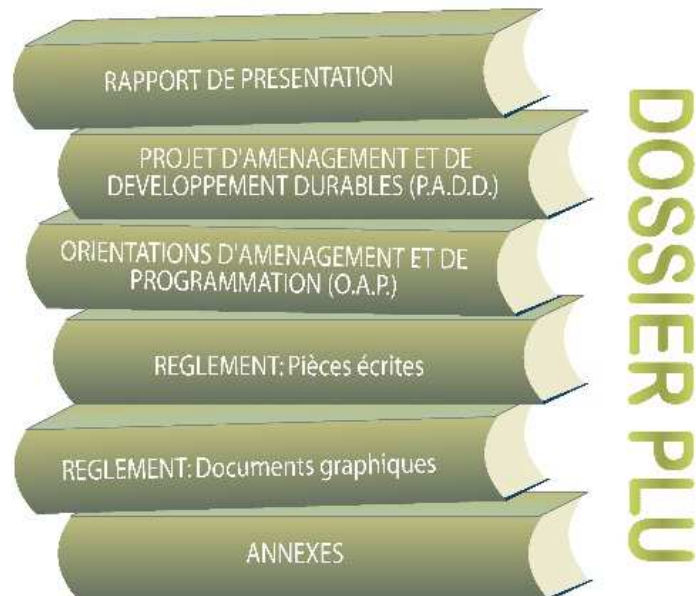 RAPPORT DE PRESENTATION
PROJET D'AMENAGEMENT ET DE
DEVELOPPEMENT DURABLES (P.A.D.D.)
ORIENTATIONS D'AMENAGEMENT ET DE
PROGRAMMATION (O.A.P.)
REGLEMENT: Pièces écrites
REGLEMENT: Documents graphiques
ANNEXES
DOSSIER PLU